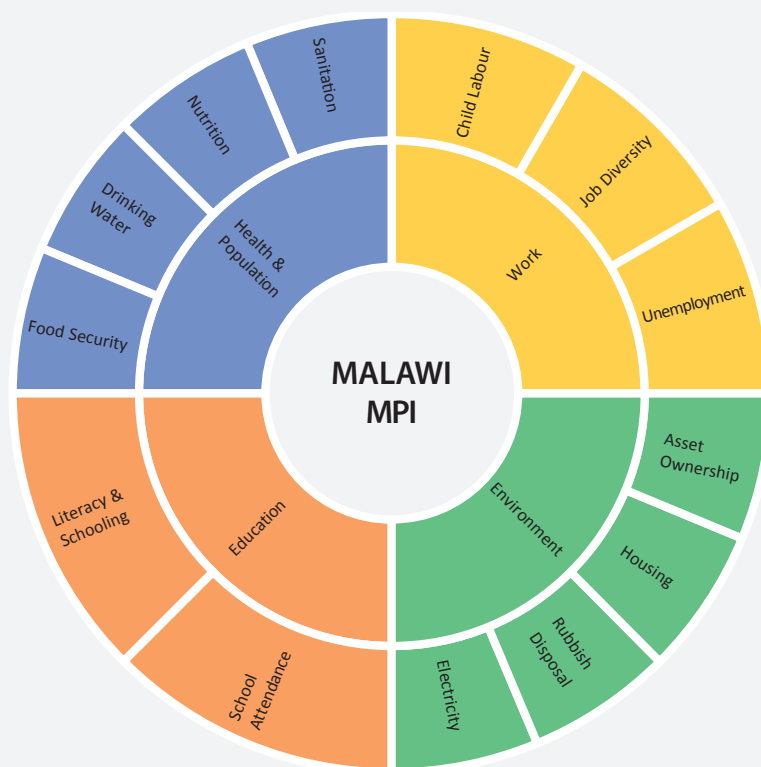 MALAWI
MPI
Health &
Population
Sanitation
Nutrition
Drinking
Water
Food Security
Work
Child Labour
Job Diversity
Unemployment
Environment
Asset
Ownership
Housing
Rubbish
Disposal
Electricity
Education
Literacy &
Schooling
School
Attendance